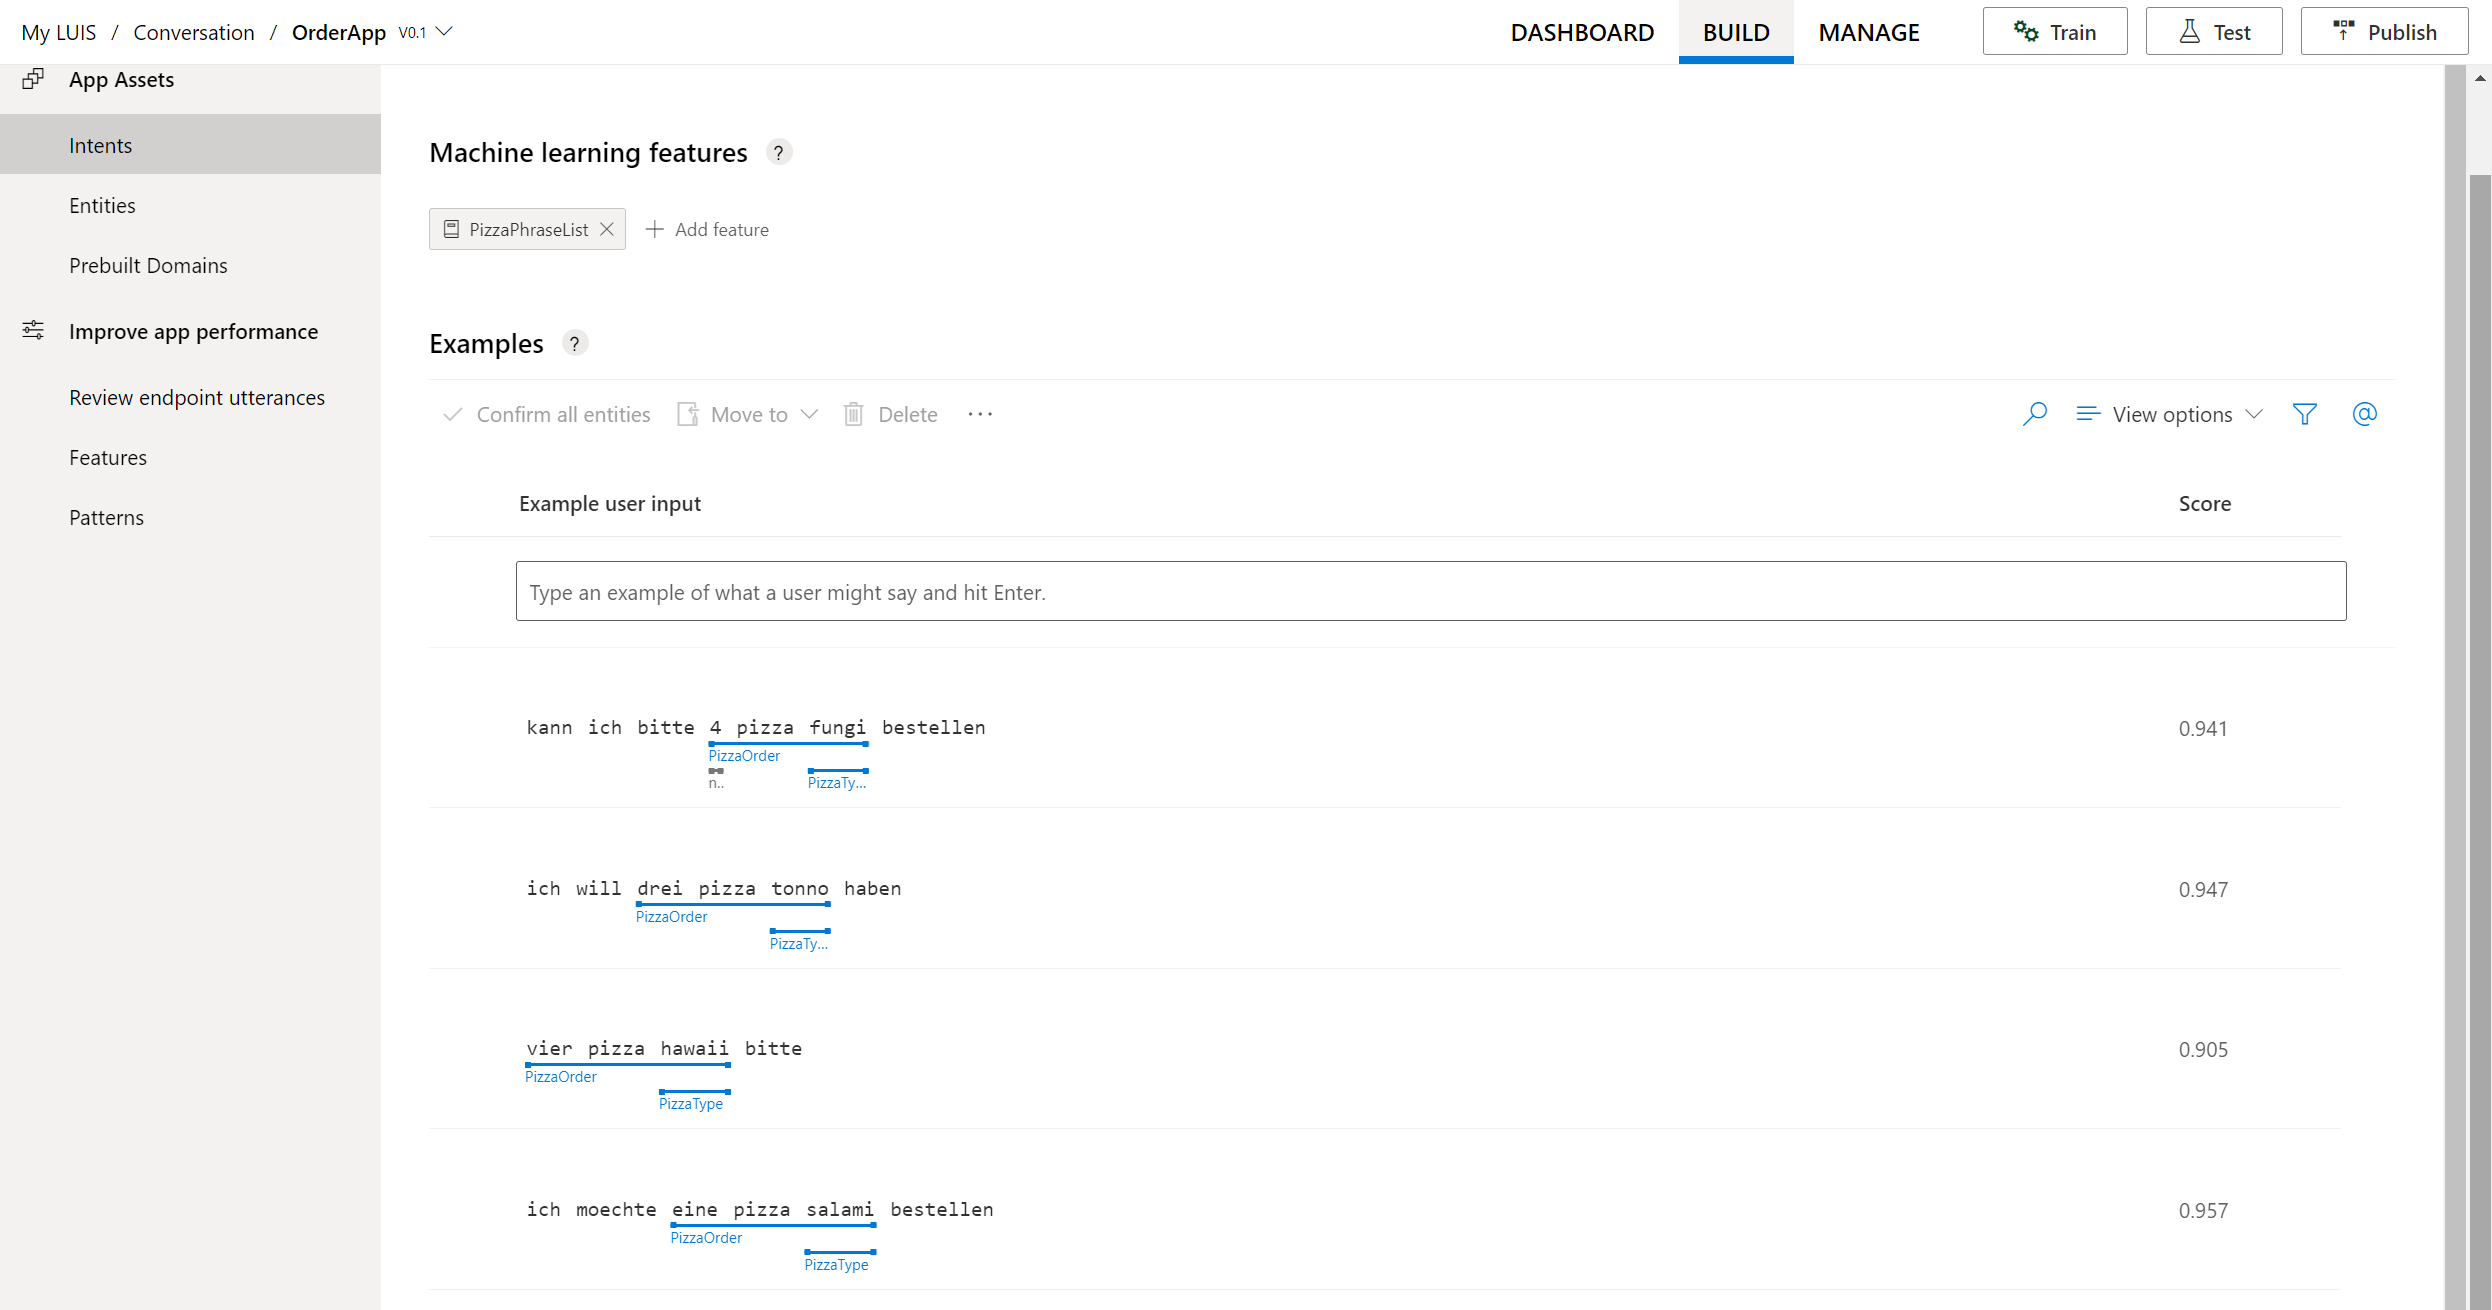 My LUIS / Conversation / OrderApp V0.1
DASHBOARD BUILD MANAGE Train Test Publish
App Assets
Intents
Entities
Prebuilt Domains
Improve app performance
Review endpoint utterances
Features
Patterns
Machine learning features ?
PizzaPhraseList Add feature
Examples ?
Confirm all entities Move to Delete ... View options @
Example user input Score
Type an example of what a user might say and hit Enter.
kann ich bitte 4 pizza fungi bestellen 0.941
PizzaOrder
n.. PizzaTy...
ich will drei pizza tonno haben 0.947
PizzaOrder
PizzaTy...
vier pizza hawaii bitte 0.905
PizzaOrder
PizzaType
ich moechte eine pizza salami bestellen 0.957
PizzaOrder
PizzaType